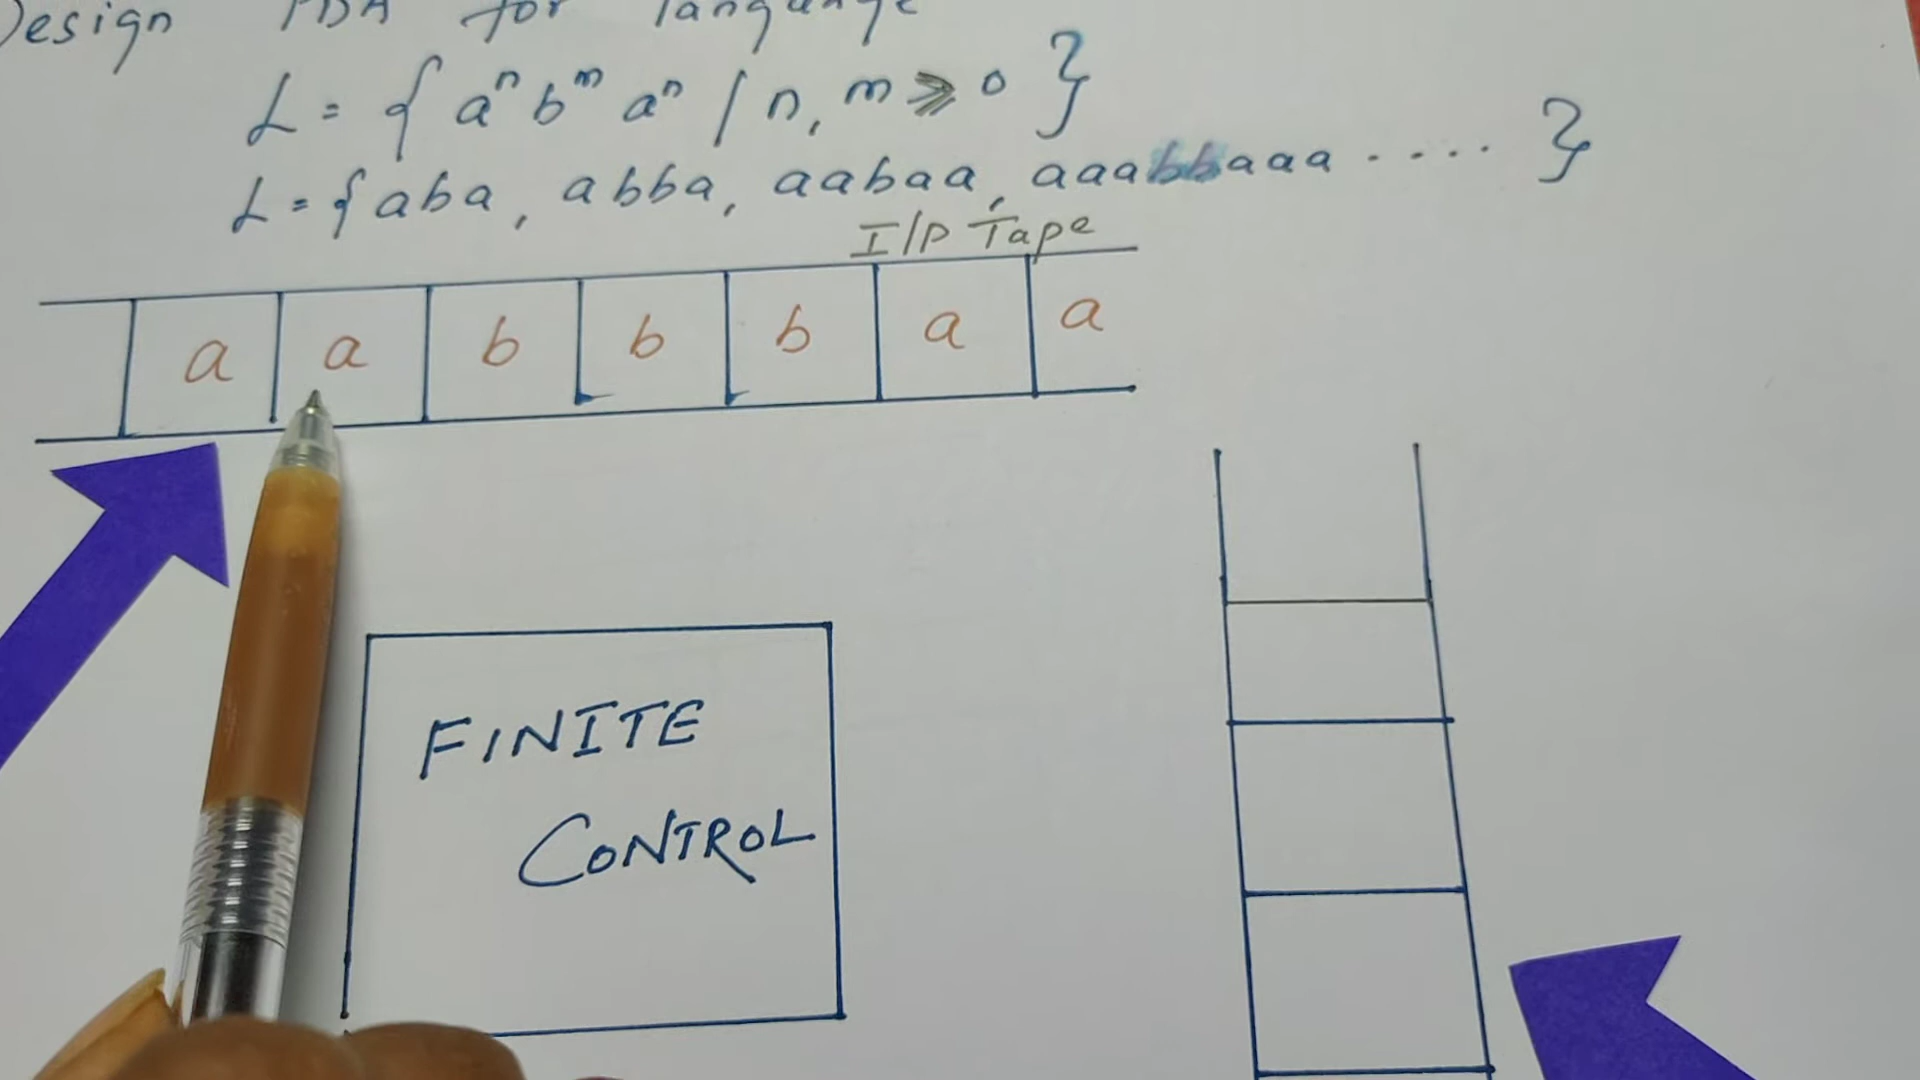 Design PDA for language
L = { aⁿ bᵐ aⁿ / n, m ⩾ 0 }
L = { aba, abba, aabaa, aaabbaaa .... }
I/P Tape
a a b b b a a
FINITE
CONTROL